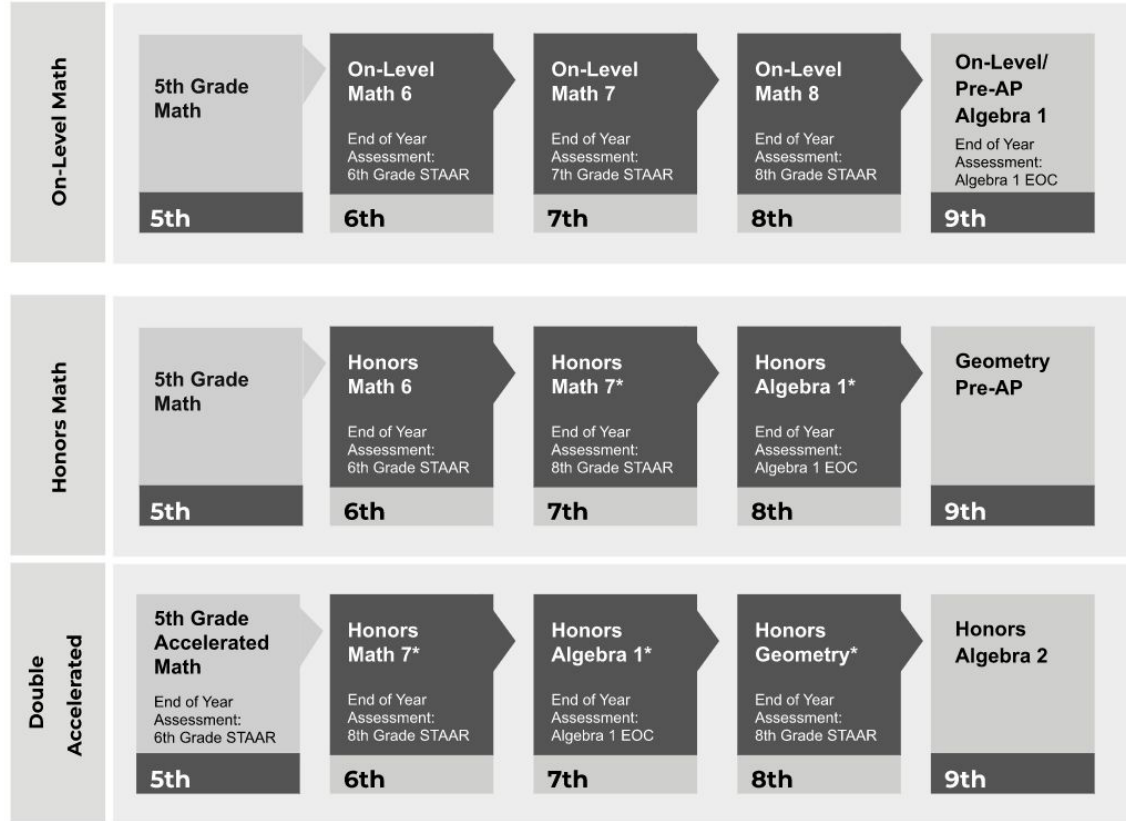 On-Level Math
5th Grade
Math
5th
On-Level
Math 6
End of Year
Assessment:
6th Grade STAAR
6th
On-Level
Math 7
End of Year
Assessment:
7th Grade STAAR
7th
On-Level
Math 8
End of Year
Assessment:
8th Grade STAAR
8th
On-Level/
Pre-AP
Algebra 1
End of Year
Assessment:
Algebra 1 EOC
9th
Honors Math
5th Grade
Math
5th
Honors
Math 6
End of Year
Assessment:
6th Grade STAAR
6th
Honors
Math 7*
End of Year
Assessment:
8th Grade STAAR
7th
Honors
Algebra 1*
End of Year
Assessment:
Algebra 1 EOC
8th
Geometry
Pre-AP
9th
Double
Accelerated
5th Grade
Accelerated
Math
End of Year
Assessment:
6th Grade STAAR
5th
Honors
Math 7*
End of Year
Assessment:
8th Grade STAAR
6th
Honors
Algebra 1*
End of Year
Assessment:
Algebra 1 EOC
7th
Honors
Geometry*
End of Year
Assessment:
8th Grade STAAR
8th
Honors
Algebra 2
9th